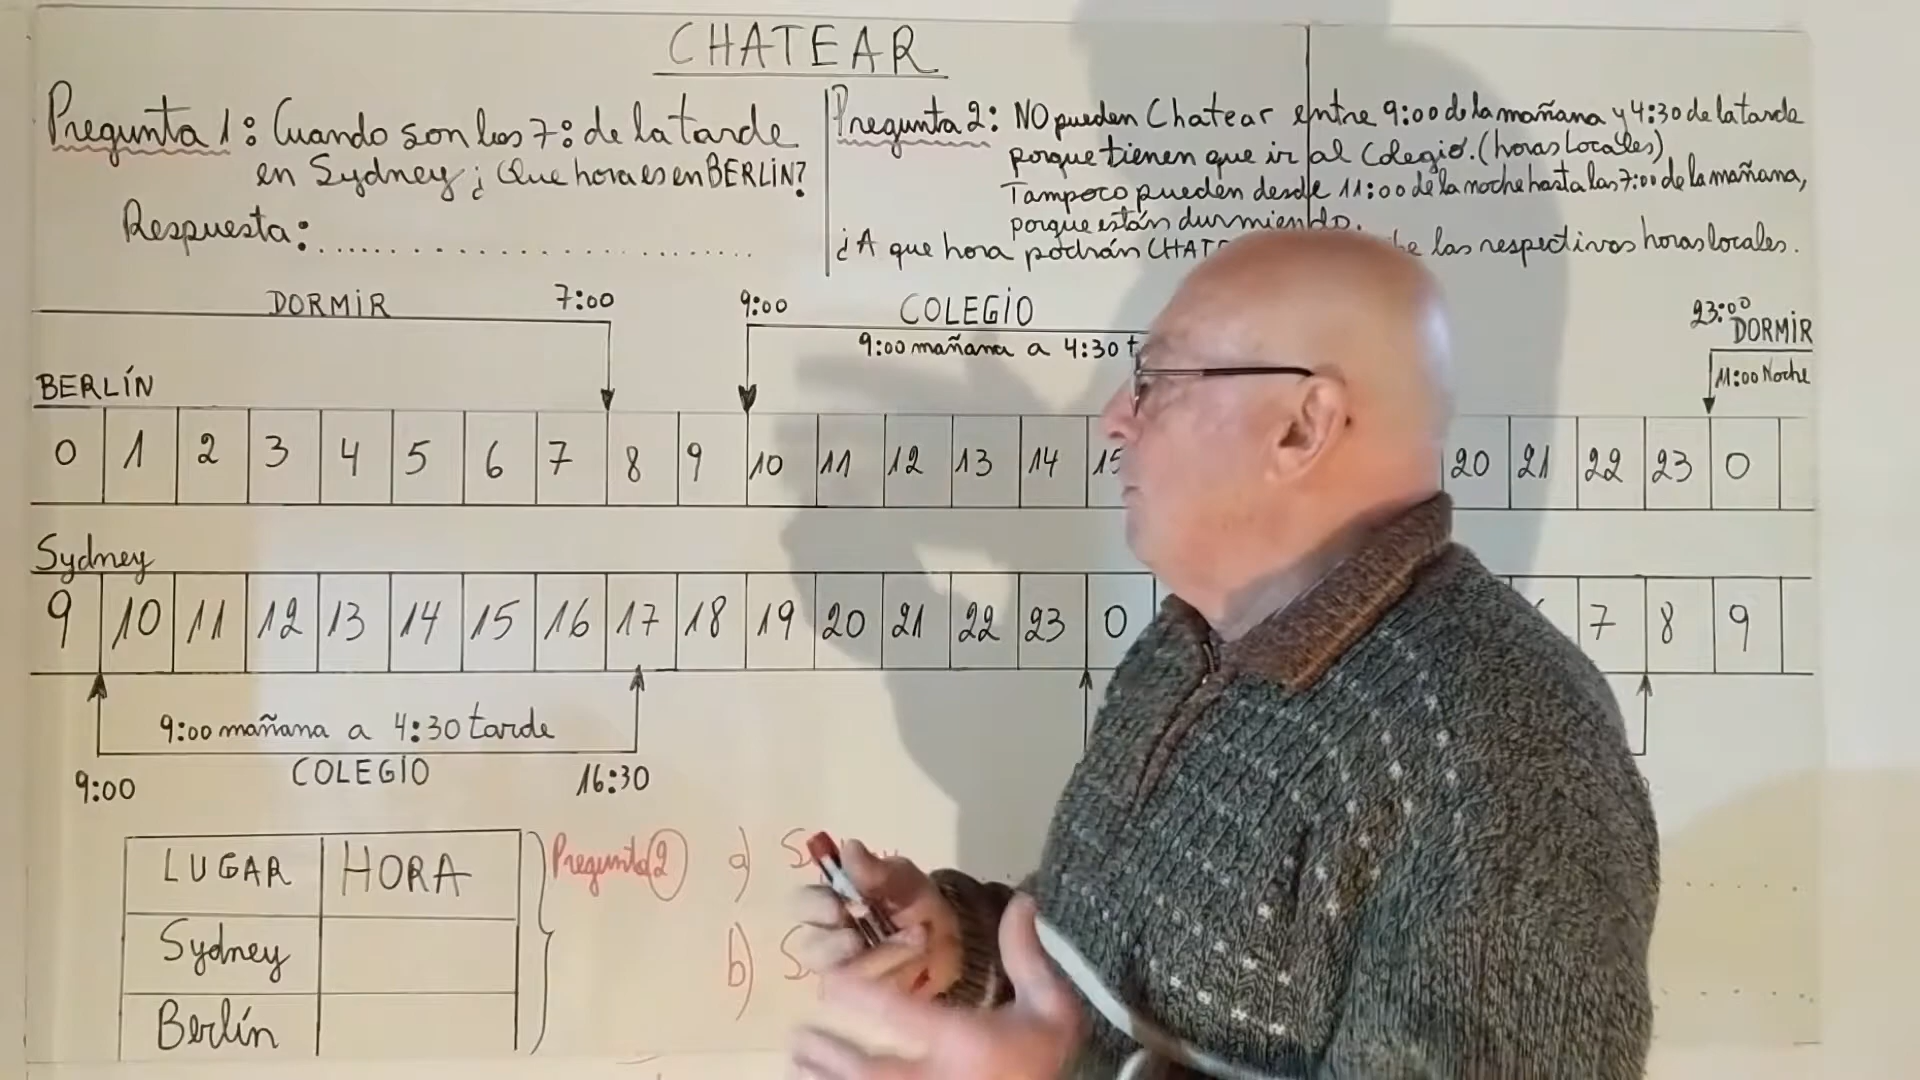 CHATEAR
Pregunta 1: Cuando son las 7: de la tarde
en Sydney ¿Que hora es en BERLIN?
Respuesta:............................
Pregunta 2: NO pueden Chatear entre 9:00 de la mañana y 4:30 de la tarde
porque tienen que ir al Colegio. (horas Locales)
Tampoco pueden desde 11:00 de la noche hasta las 7:00 de la mañana,
porque están durmiendo.
¿A que hora podrán las respectivas horas locales.
DORMIR 7:00 9:00 COLEGIO 23:00 DORMIR
9:00 mañana a 4:30 11:00 Noche
BERLÍN
0 1 2 3 4 5 6 7 8 9 10 11 12 13 14 15 20 21 22 23 0
Sydney
9 10 11 12 13 14 15 16 17 18 19 20 21 22 23 0 7 8 9
9:00 mañana a 4:30 tarde
9:00 COLEGIO 16:30
LUGAR HORA
Sydney
Berlín
Pregunta 2 a)
b)